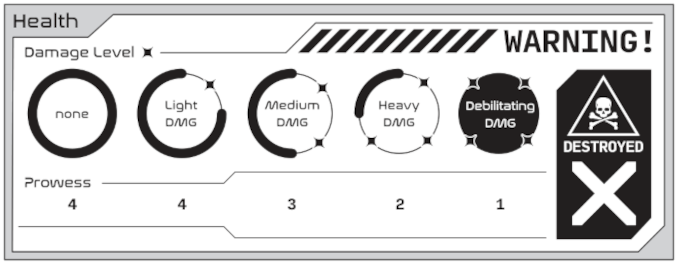 Health
Damage Level
WARNING!
none
Light
DMG
Medium
DMG
Heavy
DMG
Debilitating
DMG
DESTROYED
Prowess
4 4 3 2 1